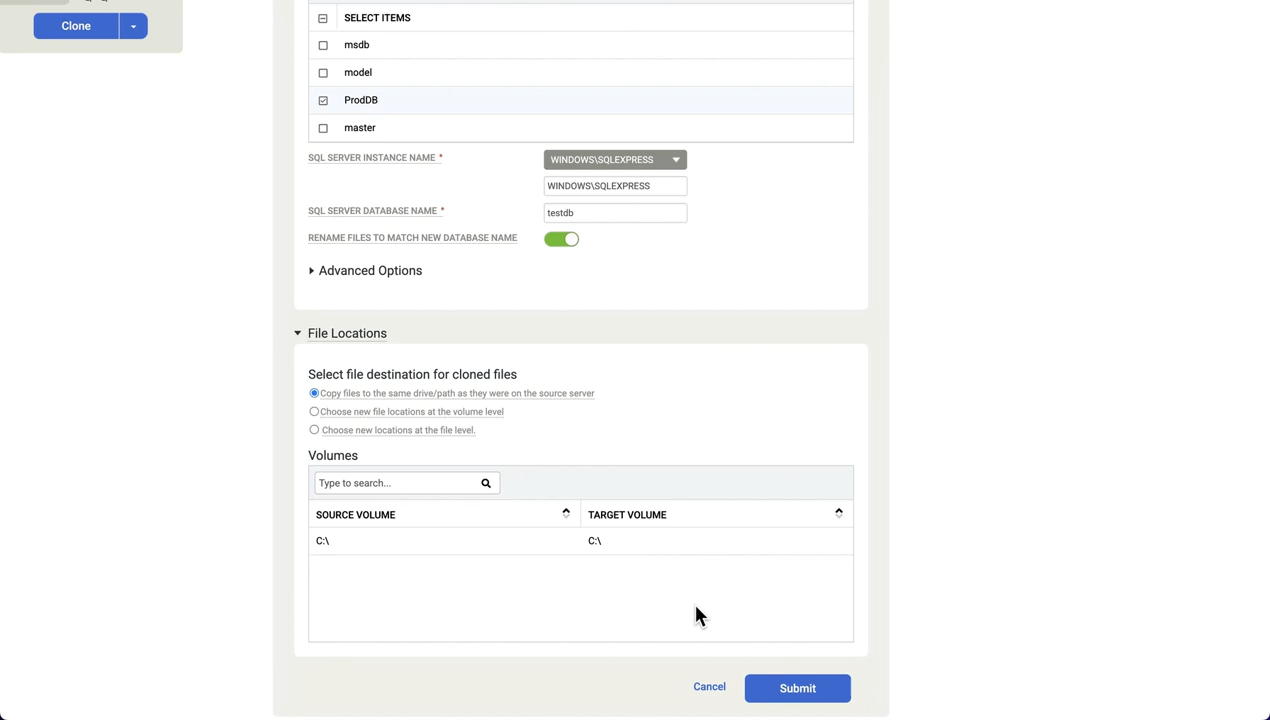 Clone
SELECT ITEMS
msdb
model
ProdDB
master
SQL SERVER INSTANCE NAME *
WINDOWS\SQLEXPRESS
WINDOWS\SQLEXPRESS
SQL SERVER DATABASE NAME *
testdb
RENAME FILES TO MATCH NEW DATABASE NAME
Advanced Options
File Locations
Select file destination for cloned files
Copy files to the same drive/path as they were on the source server
Choose new file locations at the volume level
Choose new locations at the file level.
Volumes
Type to search...
SOURCE VOLUME TARGET VOLUME
C:\ C:\
Cancel Submit